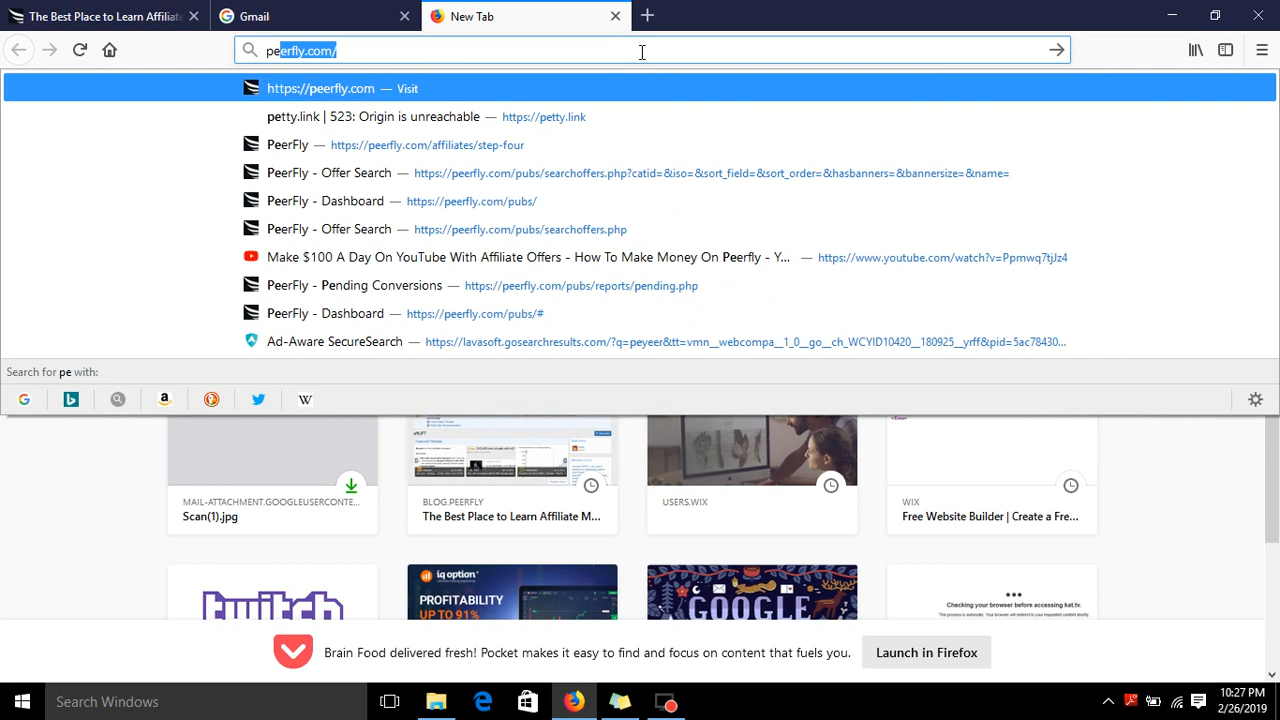 The Best Place to Learn Affiliate
Gmail
New Tab
peerfly.com/
https://peerfly.com — Visit
petty.link | 523: Origin is unreachable — https://petty.link
PeerFly — https://peerfly.com/affiliates/step-four
PeerFly - Offer Search — https://peerfly.com/pubs/searchoffers.php?catid=&iso=&sort_field=&sort_order=&hasbanners=&bannersize=&name=
PeerFly - Dashboard — https://peerfly.com/pubs/
PeerFly - Offer Search — https://peerfly.com/pubs/searchoffers.php
Make $100 A Day On YouTube With Affiliate Offers - How To Make Money On Peerfly - Y... — https://www.youtube.com/watch?v=Ppmwq7tjJz4
PeerFly - Pending Conversions — https://peerfly.com/pubs/reports/pending.php
PeerFly - Dashboard — https://peerfly.com/pubs/#
Ad-Aware SecureSearch — https://lavasoft.gosearchresults.com/?q=peyeer&tt=vmn__webcompa__1_0__go__ch_WCYID10420__180925__yrff&pid=5ac78430...
Search for pe with:
a
W
MAIL-ATTACHMENT.GOOGLEUSERCONTE...
Scan(1).jpg
BLOG.PEERFLY
The Best Place to Learn Affiliate M...
USERS.WIX
WIX
Free Website Builder | Create a Fre...
twitch
iq option
PROFITABILITY
UP TO 91%
GOOGLE
Checking your browser before accessing kat.tv.
Brain Food delivered fresh! Pocket makes it easy to find and focus on content that fuels you.
Launch in Firefox
Search Windows
10:27 PM
2/26/2019